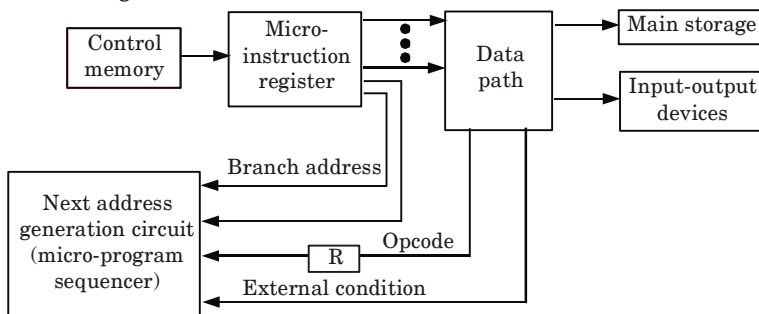 Control
memory
Micro-
instruction
register
Data
path
Main storage
Input-output
devices
Branch address
Next address
generation circuit
(micro-program
sequencer)
Opcode
R
External condition